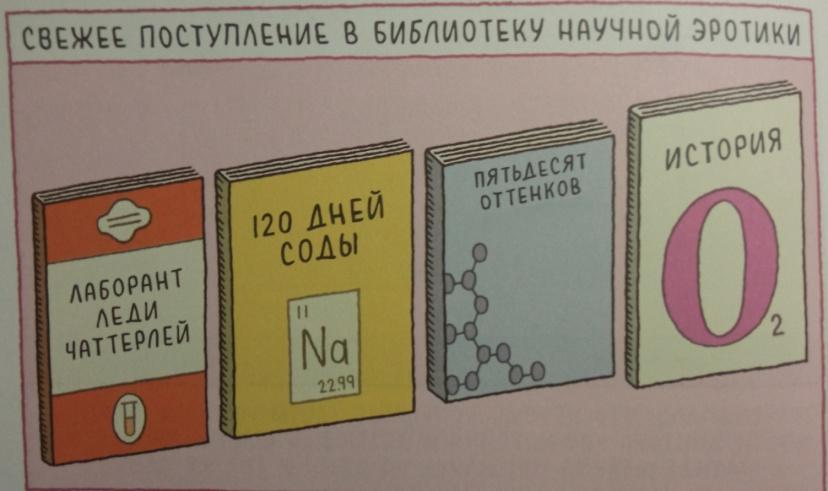 СВЕЖЕЕ ПОСТУПЛЕНИЕ В БИБЛИОТЕКУ НАУЧНОЙ ЭРОТИКИ
ЛАБОРАНТ
ЛЕДИ
ЧАТТЕРЛЕЙ
120 ДНЕЙ
СОДЫ
11
Na
22.99
ПЯТЬДЕСЯТ
ОТТЕНКОВ
ИСТОРИЯ
O
2